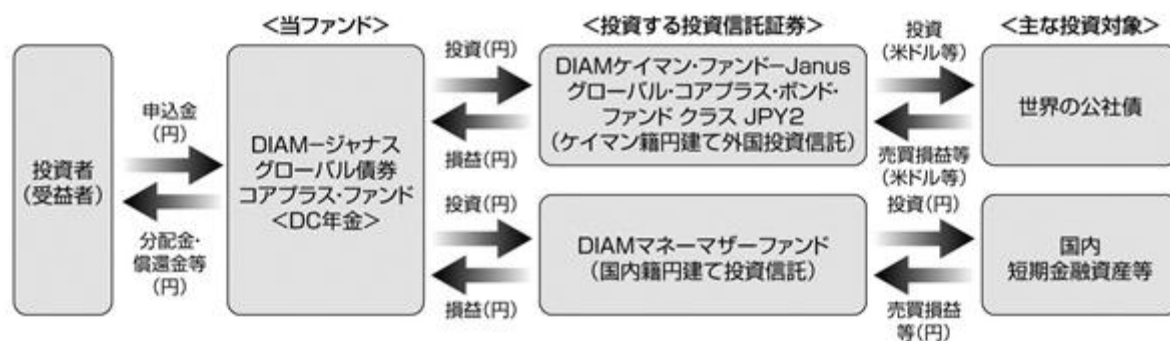 ＜当ファンド＞
＜投資する投資信託証券＞
＜主な投資対象＞
投資者
（受益者）
申込金
（円）
分配金・
償還金等
（円）
DIAMージャナス
グローバル債券
コアプラス・ファンド
＜DC年金＞
投資（円）
損益（円）
DIAMケイマン・ファンドーJanus
グローバル・コアプラス・ボンド・
ファンド クラス JPY2
（ケイマン籍円建て外国投資信託）
投資
（米ドル等）
売買損益等
（米ドル等）
世界の公社債
投資（円）
損益（円）
DIAMマネーマザーファンド
（国内籍円建て投資信託）
投資（円）
売買損益
等（円）
国内
短期金融資産等